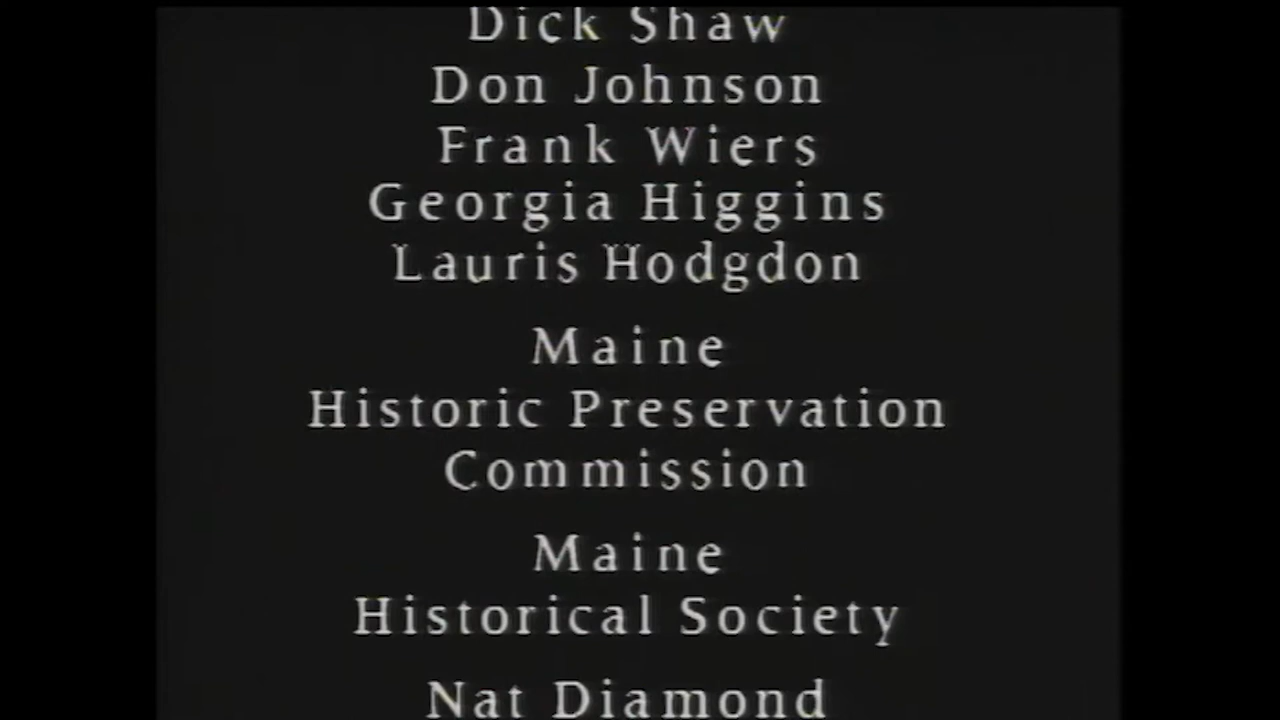 Dick Shaw
Don Johnson
Frank Wiers
Georgia Higgins
Lauris Hodgdon
Maine
Historic Preservation
Commission
Maine
Historical Society
Nat Diamond